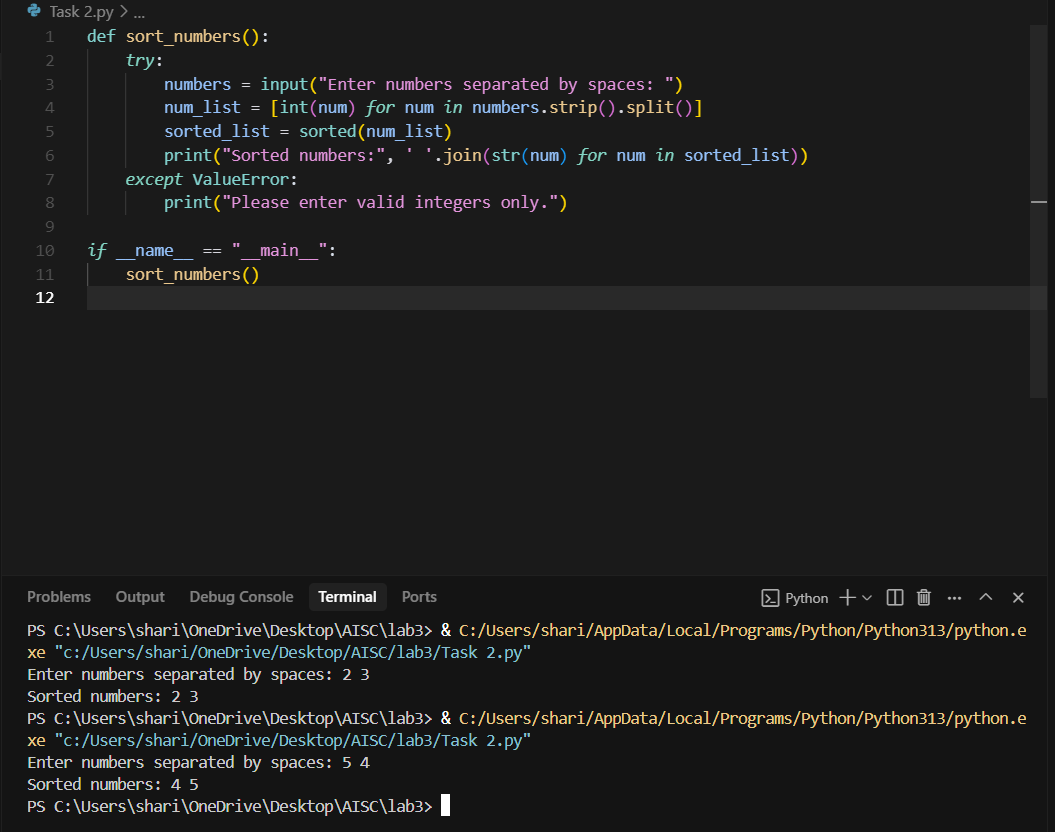 Task 2.py > ...
1 def sort_numbers():
2     try:
3         numbers = input("Enter numbers separated by spaces: ")
4         num_list = [int(num) for num in numbers.strip().split()]
5         sorted_list = sorted(num_list)
6         print("Sorted numbers:", ' '.join(str(num) for num in sorted_list))
7     except ValueError:
8         print("Please enter valid integers only.")
9
10 if __name__ == "__main__":
11     sort_numbers()
12
Problems Output Debug Console Terminal Ports Python
PS C:\Users\shari\OneDrive\Desktop\AISC\lab3> & C:/Users/shari/AppData/Local/Programs/Python/Python313/python.e
xe "c:/Users/shari/OneDrive/Desktop/AISC/lab3/Task 2.py"
Enter numbers separated by spaces: 2 3
Sorted numbers: 2 3
PS C:\Users\shari\OneDrive\Desktop\AISC\lab3> & C:/Users/shari/AppData/Local/Programs/Python/Python313/python.e
xe "c:/Users/shari/OneDrive/Desktop/AISC/lab3/Task 2.py"
Enter numbers separated by spaces: 5 4
Sorted numbers: 4 5
PS C:\Users\shari\OneDrive\Desktop\AISC\lab3>